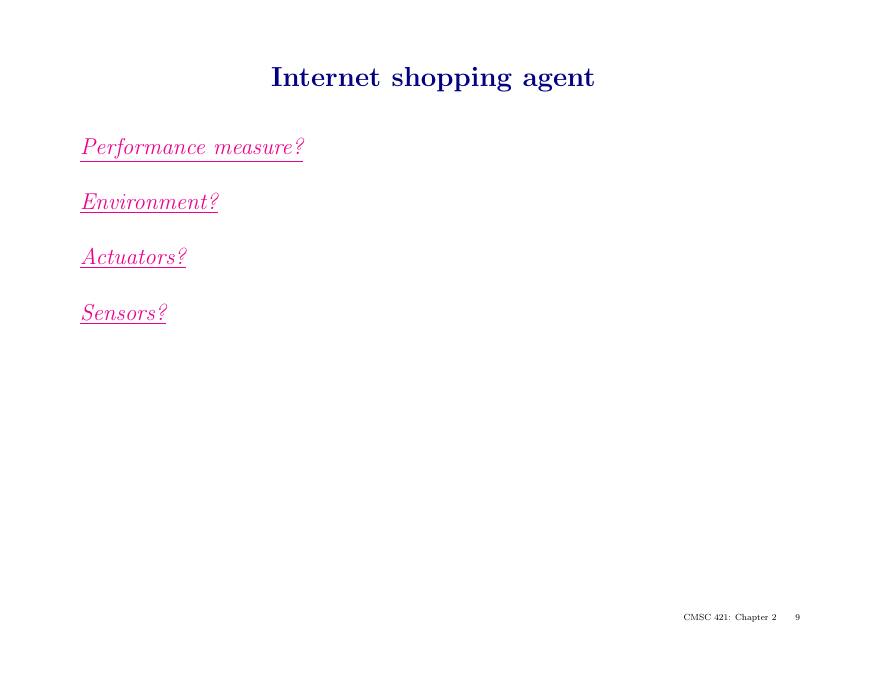 Internet shopping agent
Performance measure?
Environment?
Actuators?
Sensors?
CMSC 421: Chapter 2 9